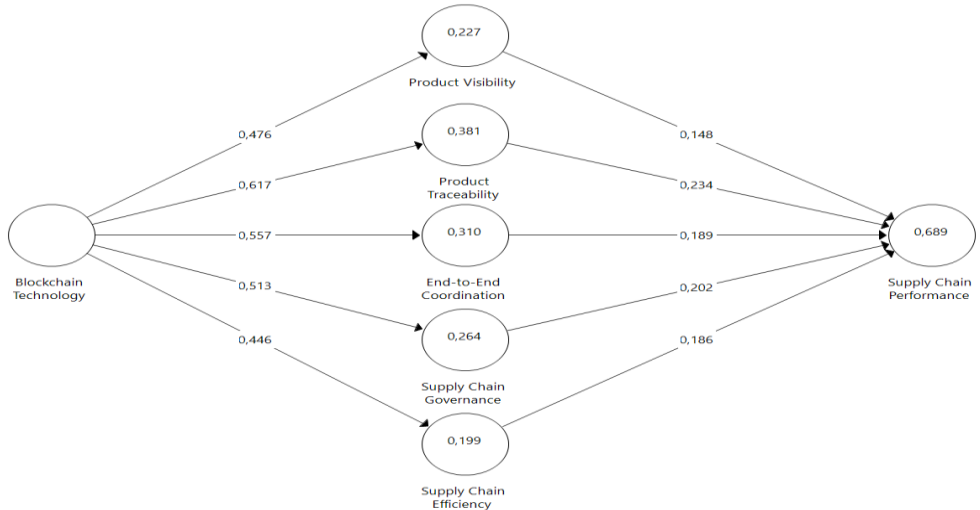 0,227
Product Visibility
0,476
0,148
0,381
Product
Traceability
0,617
0,234
Blockchain
Technology
0,557
0,310
End-to-End
Coordination
0,189
0,689
Supply Chain
Performance
0,513
0,202
0,264
Supply Chain
Governance
0,446
0,186
0,199
Supply Chain
Efficiency